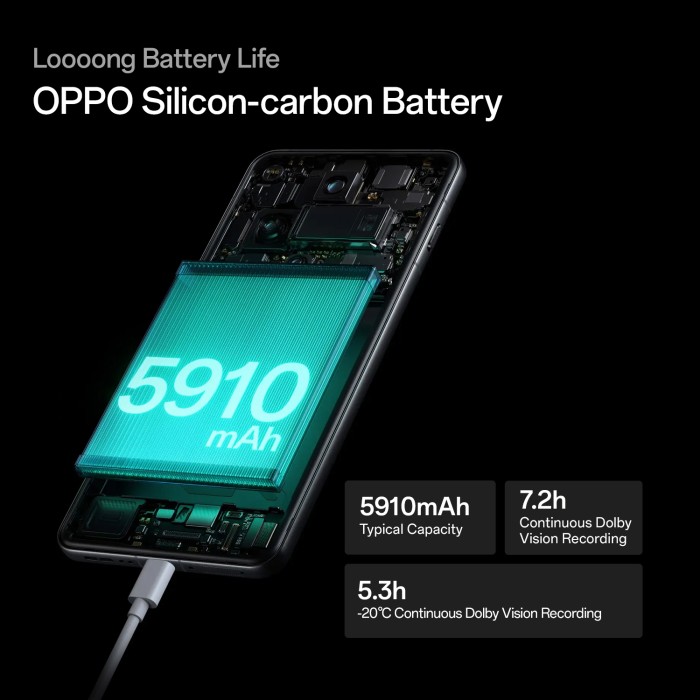 Loooong Battery Life
OPPO Silicon-carbon Battery
5910
mAh
5910mAh
Typical Capacity
7.2h
Continuous Dolby
Vision Recording
5.3h
-20℃ Continuous Dolby Vision Recording